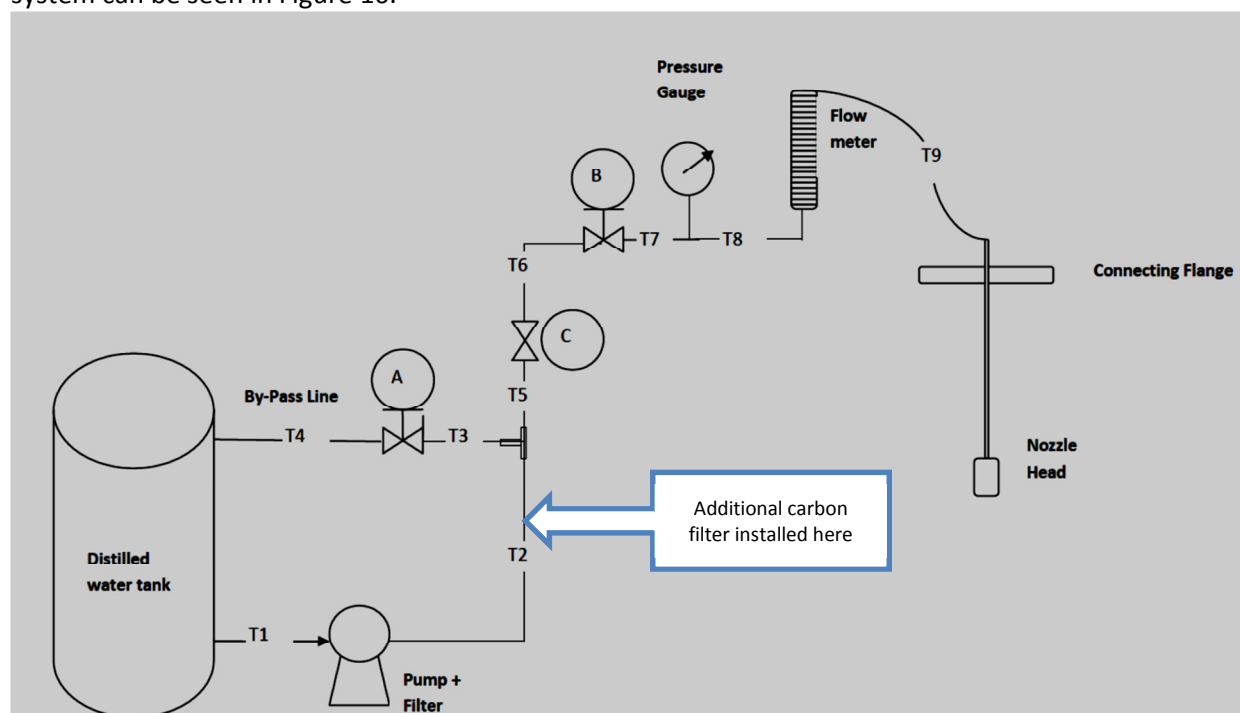 system can be seen in Figure 10.
Pressure
Gauge
Flow
meter
T9
B
T7
T8
T6
Connecting Flange
C
A
By-Pass Line
T5
T4
T3
Nozzle
Head
Additional carbon
filter installed here
T2
Distilled
water tank
T1
Pump +
Filter